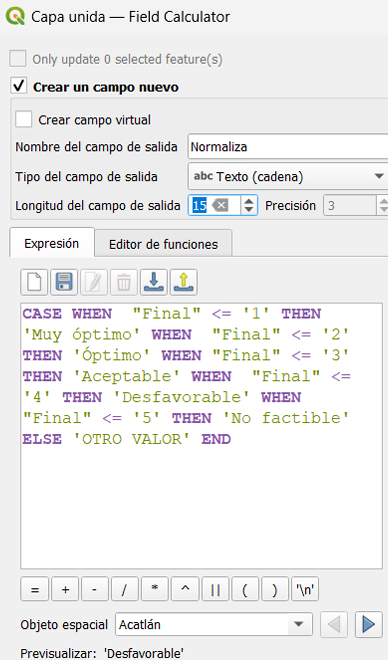 Capa unida — Field Calculator
Only update 0 selected feature(s)
Crear un campo nuevo
Crear campo virtual
Nombre del campo de salida Normaliza
Tipo del campo de salida abc Texto (cadena)
Longitud del campo de salida 15 Precisión 3
Expresión Editor de funciones
CASE WHEN "Final" <= '1' THEN
'Muy óptimo' WHEN "Final" <= '2'
THEN 'Óptimo' WHEN "Final" <= '3'
THEN 'Aceptable' WHEN "Final" <=
'4' THEN 'Desfavorable' WHEN
"Final" <= '5' THEN 'No factible'
ELSE 'OTRO VALOR' END
= + - / * ^ || ( ) '\n'
Objeto espacial Acatlán
Previsualizar: 'Desfavorable'